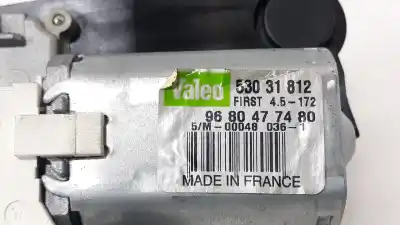 Valeo
530 31 812
FIRST 4.5-172
96 80 47 74 80
S/M-00048 036-1
MADE IN FRANCE